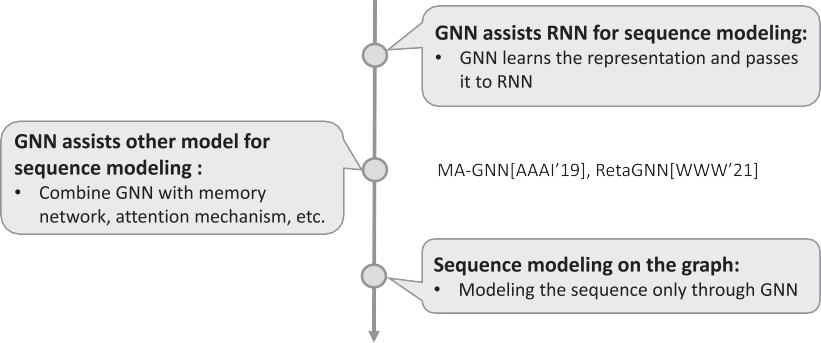 GNN assists RNN for sequence modeling:
• GNN learns the representation and passes
it to RNN
GNN assists other model for
sequence modeling :
• Combine GNN with memory
network, attention mechanism, etc.
MA-GNN[AAAI’19], RetaGNN[WWW’21]
Sequence modeling on the graph:
• Modeling the sequence only through GNN